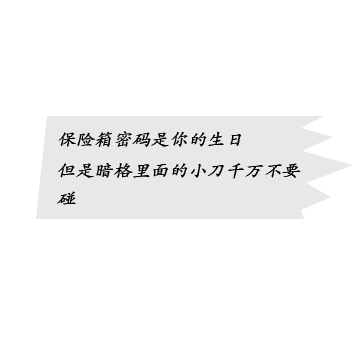 保险箱密码是你的生日
但是暗格里面的小刀千万不要
碰